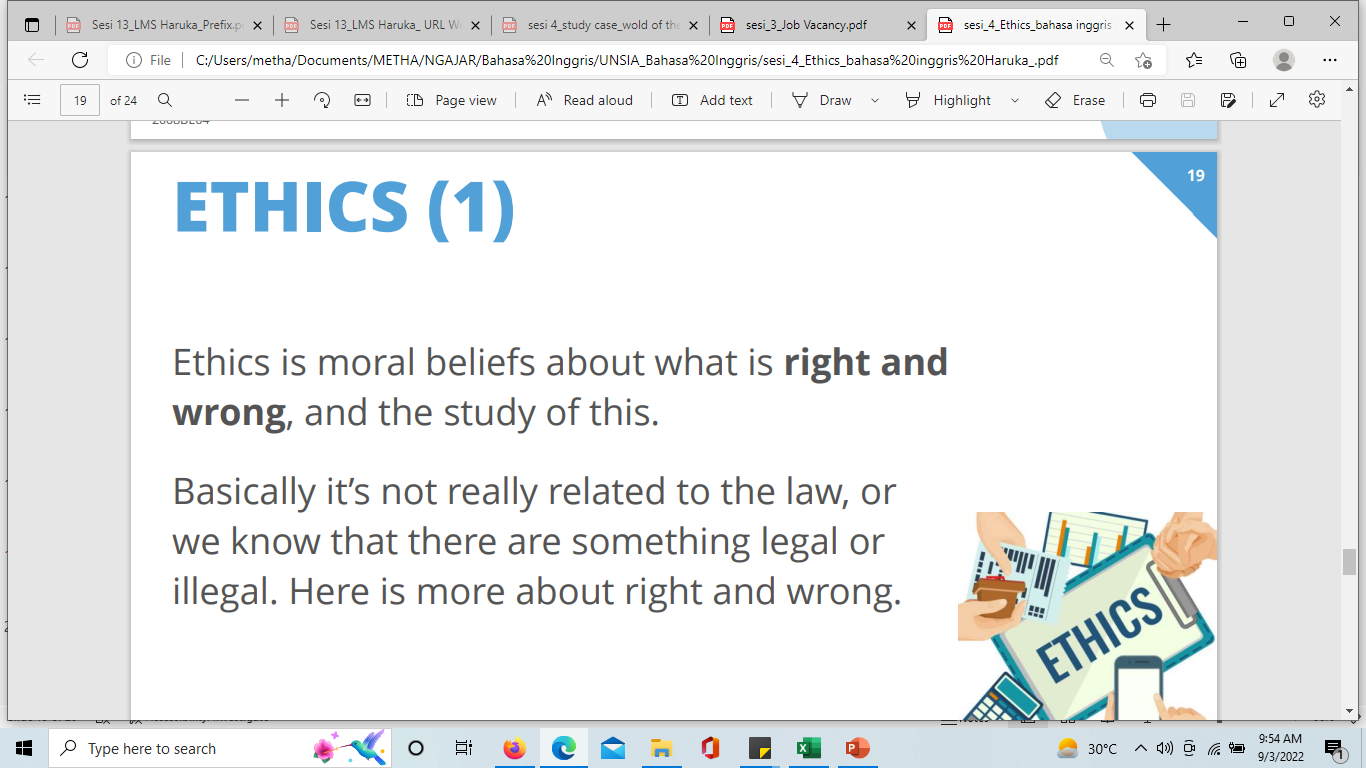 Sesi 13_LMS Haruka_Prefix.p
Sesi 13_LMS Haruka_ URL W
sesi 4_study case_wold of the
sesi_3_Job Vacancy.pdf
sesi_4_Ethics_bahasa inggris
File
C:/Users/metha/Documents/METHA/NGAJAR/Bahasa%20Inggris/UNSIA_Bahasa%20Inggris/sesi_4_Ethics_bahasa%20inggris%20Haruka_.pdf
19 of 24
Page view
Read aloud
Add text
Draw
Highlight
Erase
19
ETHICS (1)
Ethics is moral beliefs about what is right and
wrong, and the study of this.
Basically it’s not really related to the law, or
we know that there are something legal or
illegal. Here is more about right and wrong.
ETHICS
Type here to search
30°C
9:54 AM
9/3/2022
1